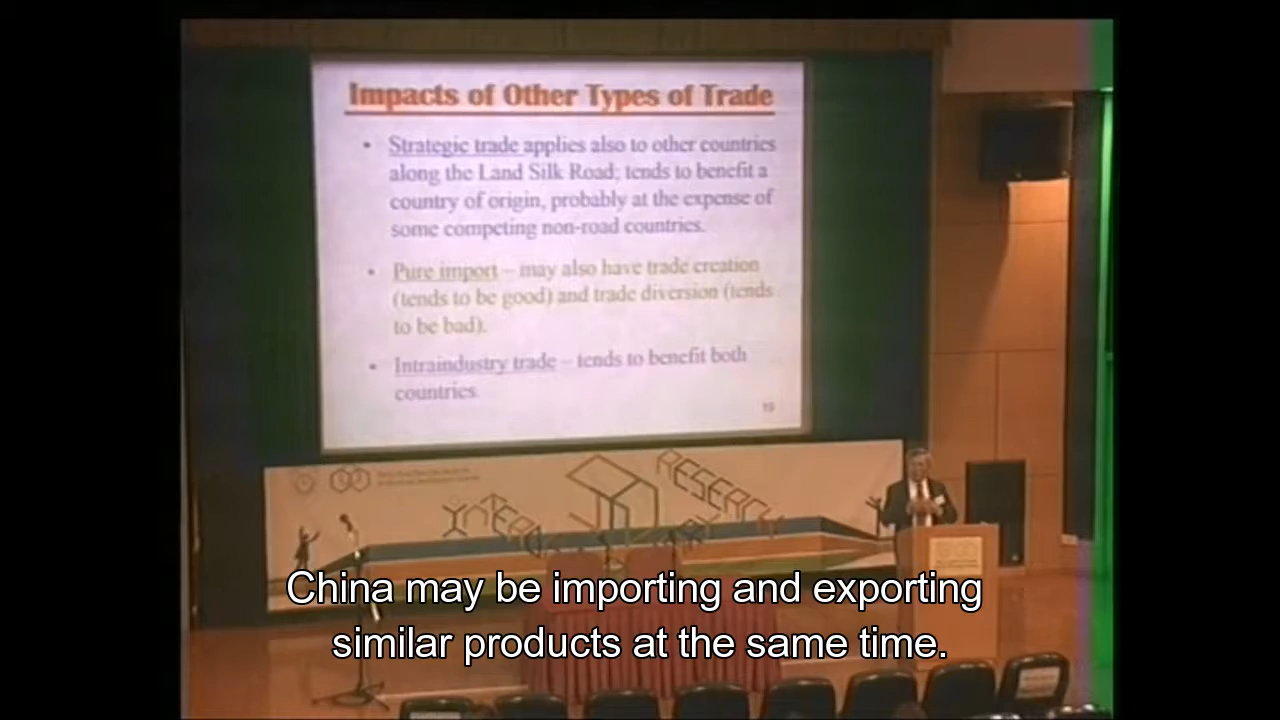 Impacts of Other Types of Trade
• Strategic trade applies also to other countries
along the Land Silk Road; tends to benefit a
country of origin, probably at the expense of
some competing non-road countries.
• Pure import – may also have trade creation
(tends to be good) and trade diversion (tends
to be bad).
• Intraindustry trade – tends to benefit both
countries.
19
China may be importing and exporting
similar products at the same time.